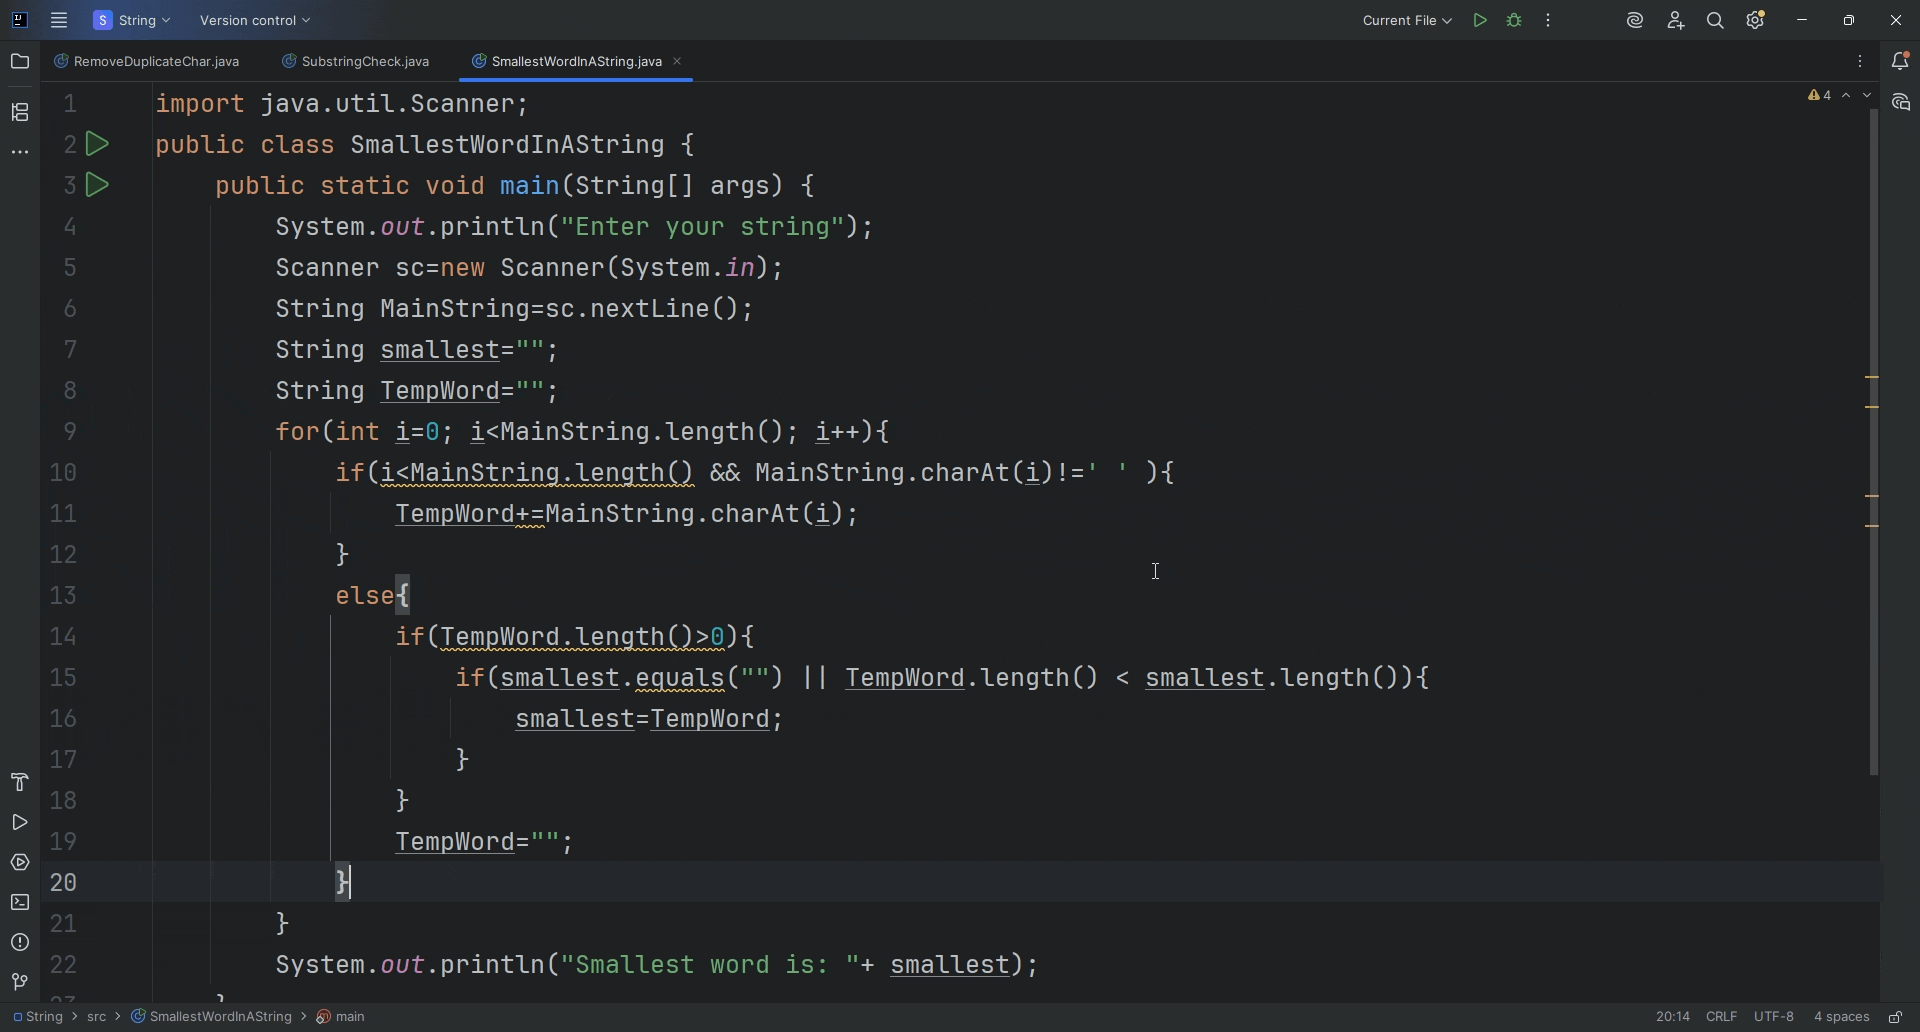 String Version control Current File
RemoveDuplicateChar.java SubstringCheck.java SmallestWordInAString.java
4
1 import java.util.Scanner;
2 public class SmallestWordInAString {
3 public static void main(String[] args) {
4 System.out.println("Enter your string");
5 Scanner sc=new Scanner(System.in);
6 String MainString=sc.nextLine();
7 String smallest="";
8 String TempWord="";
9 for(int i=0; i<MainString.length(); i++){
10 if(i<MainString.length() && MainString.charAt(i)!=' ' ){
11 TempWord+=MainString.charAt(i);
12 }
13 else{
14 if(TempWord.length()>0){
15 if(smallest.equals("") || TempWord.length() < smallest.length()){
16 smallest=TempWord;
17 }
18 }
19 TempWord="";
20 }
21 }
22 System.out.println("Smallest word is: "+ smallest);
23 }
String > src > SmallestWordInAString > main 20:14 CRLF UTF-8 4 spaces